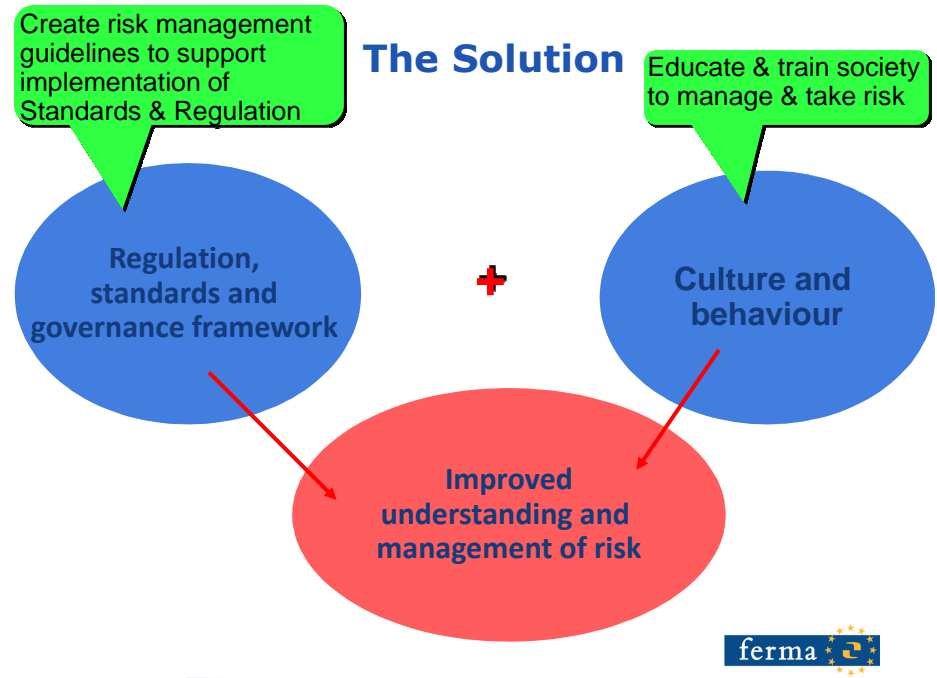 Create risk management
guidelines to support
implementation of
Standards & Regulation
The Solution
Educate & train society
to manage & take risk
Regulation,
standards and
governance framework
+
Culture and
behaviour
Improved
understanding and
management of risk
ferma